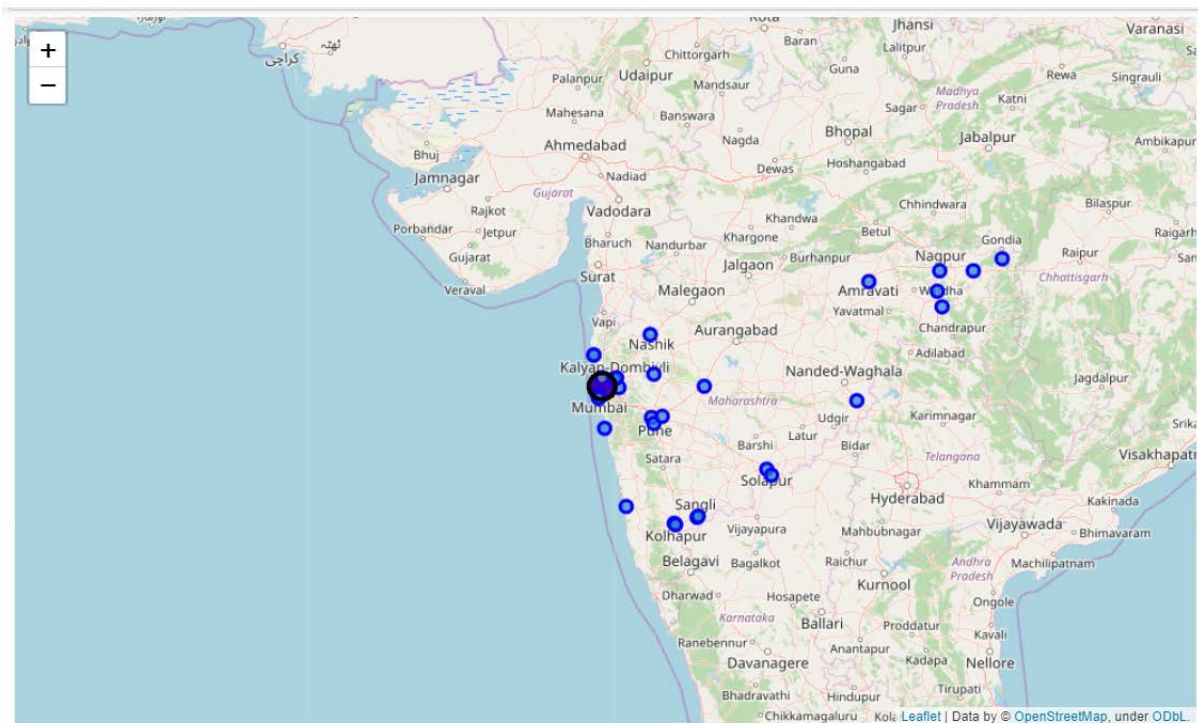 +
−
کراچی
ٹھٹہ
Kota
Jhansi
Varanasi
Baran
Lalitpur
Chittorgarh
Guna
Rewa
Singrauli
Palanpur
Udaipur
Mandsaur
Madhya
Pradesh
Katni
Sagar
Mahesana
Banswara
Bhopal
Jabalpur
Nagda
Ambikapur
Ahmedabad
Bhuj
Dewas
Hoshangabad
Jamnagar
Nadiad
Gujarat
Chhindwara
Bilaspur
Rajkot
Vadodara
Khandwa
Porbandar
Jetpur
Khargone
Betul
Bharuch
Nandurbar
Gondia
Raipur
Raigarh
Gujarat
Burhanpur
Nagpur
Jalgaon
Surat
Chhattisgarh
Veraval
Malegaon
Amravati
Wardha
Yavatmal
Vapi
Aurangabad
Chandrapur
Nashik
Adilabad
Kalyan-Dombivli
Nanded-Waghala
Jagdalpur
Mumbai
Maharashtra
Udgir
Karimnagar
Pune
Latur
Barshi
Bidar
Telangana
Satara
Visakhapatn
Solapur
Hyderabad
Khammam
Sangli
Kakinada
Vijayapura
Mahbubnagar
Vijayawada
Bhimavaram
Kolhapur
Belagavi
Bagalkot
Raichur
Andhra
Pradesh
Machilipatnam
Kurnool
Dharwad
Hosapete
Ongole
Karnataka
Ballari
Proddatur
Kavali
Ranebennur
Anantapur
Davanagere
Kadapa
Nellore
Tirupati
Bhadravathi
Hindupur
Chikkamagaluru
Leaflet | Data by © OpenStreetMap, under ODbL.